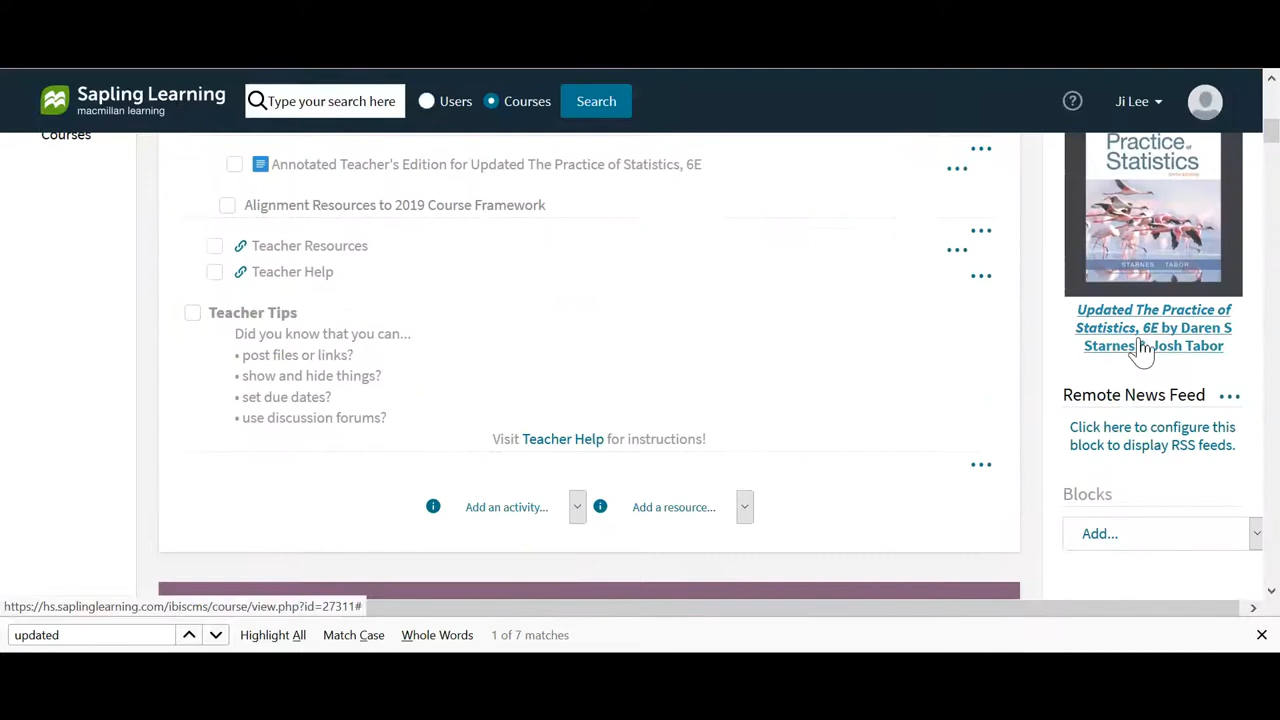 Sapling Learning
macmillan learning
Type your search here
Users
Courses
Search
?
Ji Lee
Courses
Annotated Teacher's Edition for Updated The Practice of Statistics, 6E
Alignment Resources to 2019 Course Framework
Teacher Resources
Teacher Help
Teacher Tips
Did you know that you can...
• post files or links?
• show and hide things?
• set due dates?
• use discussion forums?
Visit Teacher Help for instructions!
Add an activity...
Add a resource...
Practice of
Statistics
STARNES TABOR
Updated The Practice of
Statistics, 6E by Daren S
Starnes Josh Tabor
Remote News Feed
Click here to configure this
block to display RSS feeds.
Blocks
Add...
https://hs.saplinglearning.com/ibiscms/course/view.php?id=27311#
updated
Highlight All
Match Case
Whole Words
1 of 7 matches